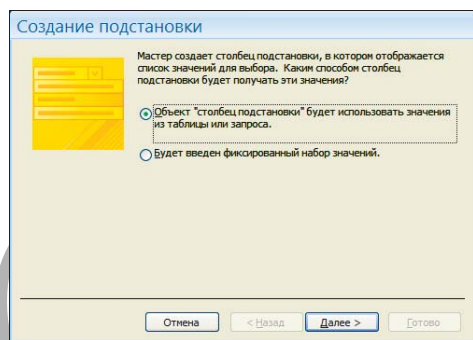 Создание подстановки
Мастер создает столбец подстановки, в котором отображается
список значений для выбора. Каким способом столбец
подстановки будет получать эти значения?
Объект "столбец подстановки" будет использовать значения
из таблицы или запроса.
Будет введен фиксированный набор значений.
Отмена
< Назад
Далее >
Готово